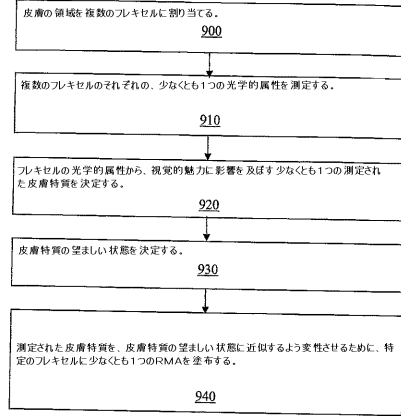 皮膚の領域を複数のフレキセルに割り当てる。
900
複数のフレキセルのそれぞれの、少なくとも1つの光学的属性を測定する。
910
フレキセルの光学的属性から、視覚的魅力に影響を及ぼす少なくとも1つの測定され
た皮膚特質を決定する。
920
皮膚特質の望ましい状態を決定する。
930
測定された皮膚特質を、皮膚特質の望ましい状態に近似するよう変性させるために、特
定のフレキセルに少なくとも1つのRMAを塗布する。
940